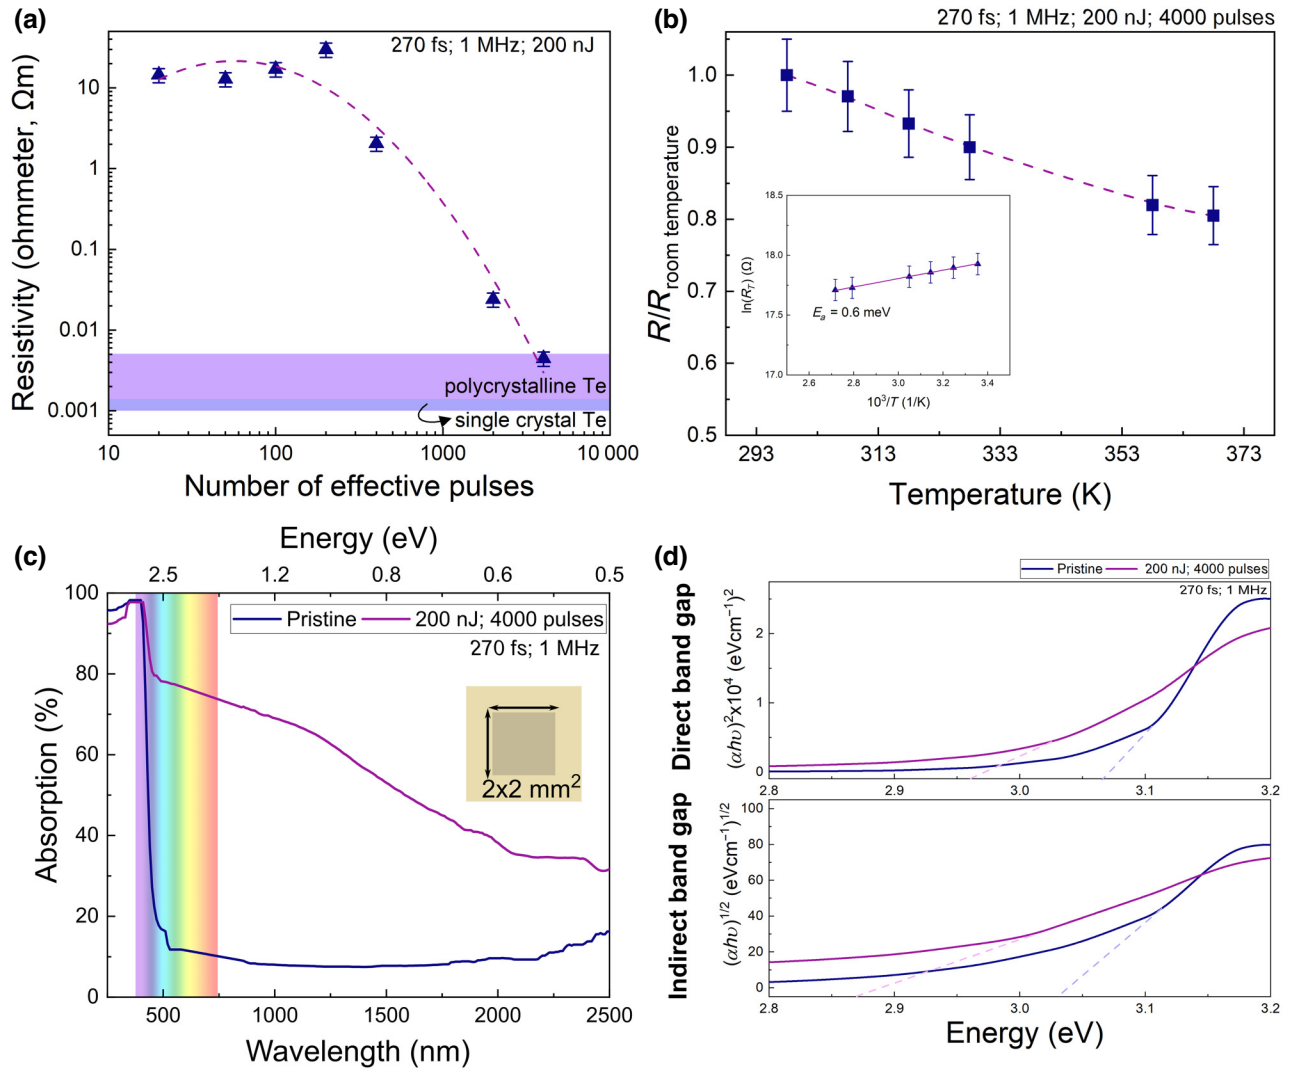 (a)
270 fs; 1 MHz; 200 nJ
Resistivity (ohmmeter, Ωm)
10
1
0.1
0.01
0.001
polycrystalline Te
single crystal Te
10
100
1000
10 000
Number of effective pulses
(b)
270 fs; 1 MHz; 200 nJ; 4000 pulses
R/Rroom temperature
1.0
0.9
0.8
0.7
0.6
0.5
293
313
333
353
373
Temperature (K)
ln(RT) (Ω)
18.5
18.0
17.5
17.0
Ea = 0.6 meV
2.6
2.8
3.0
3.2
3.4
10³/T (1/K)
(c)
Energy (eV)
2.5
1.2
0.8
0.6
0.5
Absorption (%)
100
80
60
40
20
0
Pristine
200 nJ; 4000 pulses
270 fs; 1 MHz
2x2 mm²
500
1000
1500
2000
2500
Wavelength (nm)
(d)
Pristine
200 nJ; 4000 pulses
270 fs; 1 MHz
Direct band gap
(αhυ)²x10⁴ (eVcm⁻¹)²
2
1
0
2.8
2.9
3.0
3.1
3.2
Indirect band gap
(αhυ)¹ᐟ² (eVcm⁻¹)¹ᐟ²
100
80
60
40
20
0
2.8
2.9
3.0
3.1
3.2
Energy (eV)